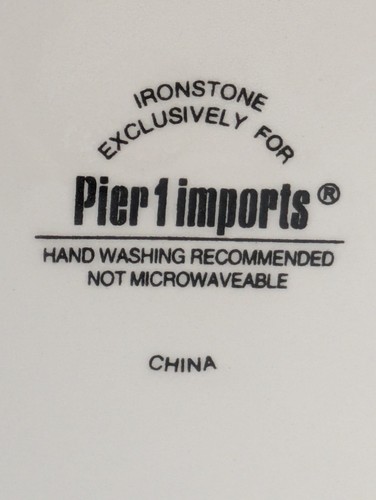 IRONSTONE
EXCLUSIVELY FOR
Pier 1 imports®
HAND WASHING RECOMMENDED
NOT MICROWAVEABLE
CHINA